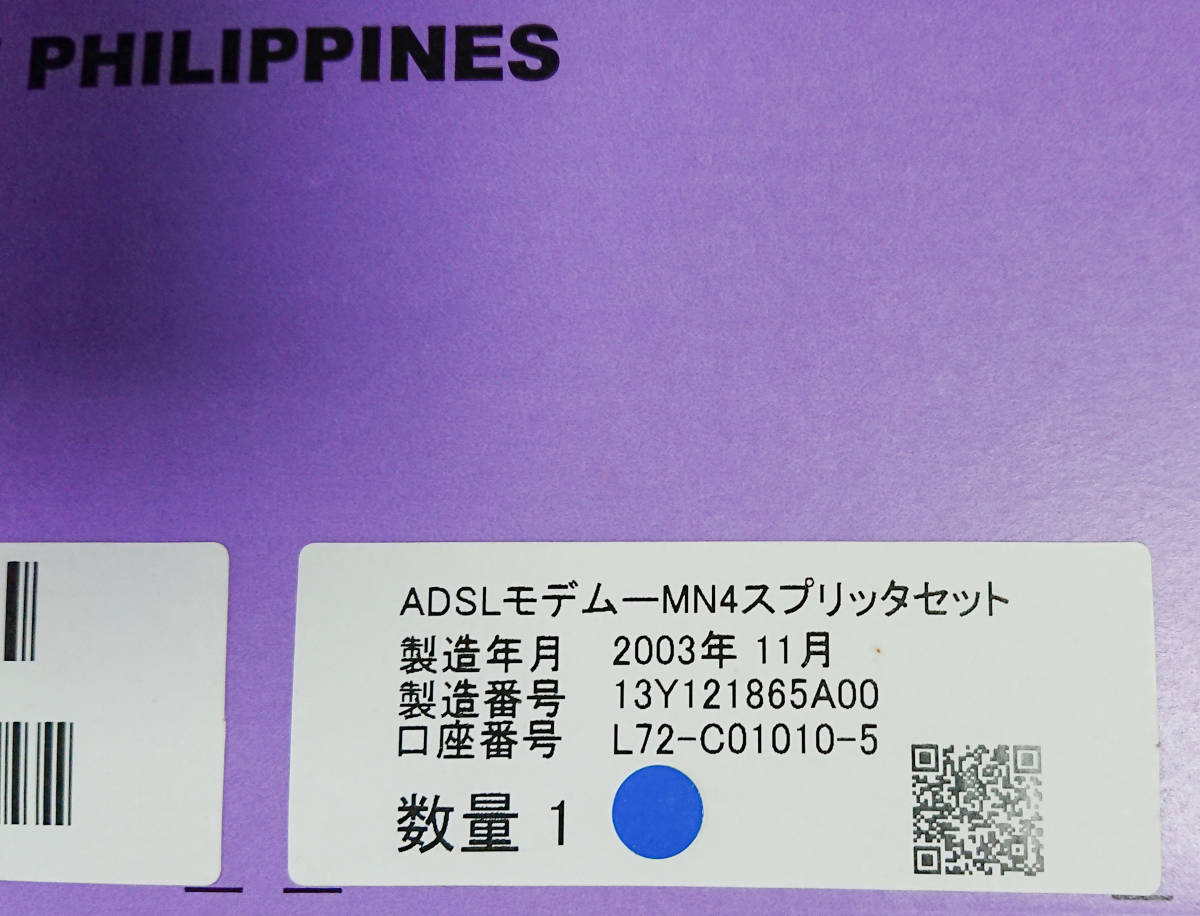 PHILIPPINES
ADSLモデムーMN4スプリッタセット
製造年月 2003年 11月
製造番号 13Y121865A00
口座番号 L72-C01010-5
数量 1